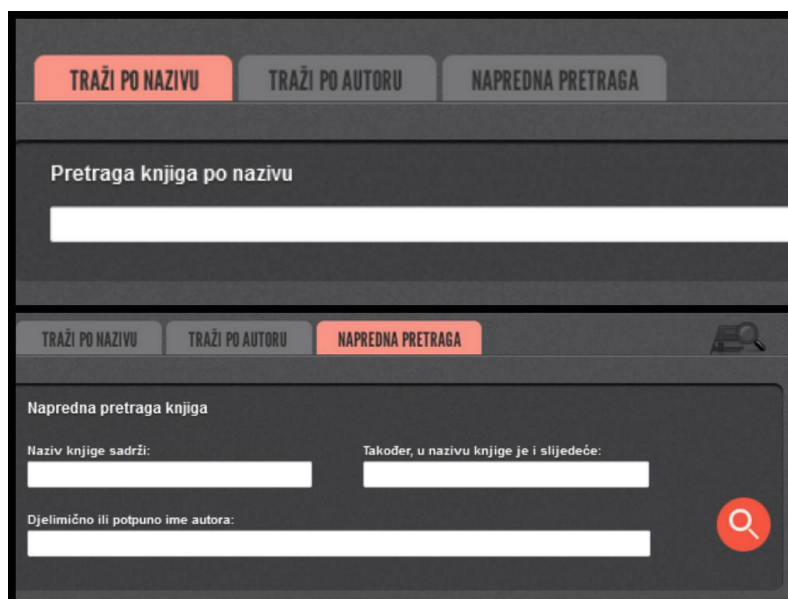 TRAŽI PO NAZIVU TRAŽI PO AUTORU NAPREDNA PRETRAGA
Pretraga knjiga po nazivu
TRAŽI PO NAZIVU TRAŽI PO AUTORU NAPREDNA PRETRAGA
Napredna pretraga knjiga
Naziv knjige sadrži: Također, u nazivu knjige je i slijedeće:
Djelimično ili potpuno ime autora: